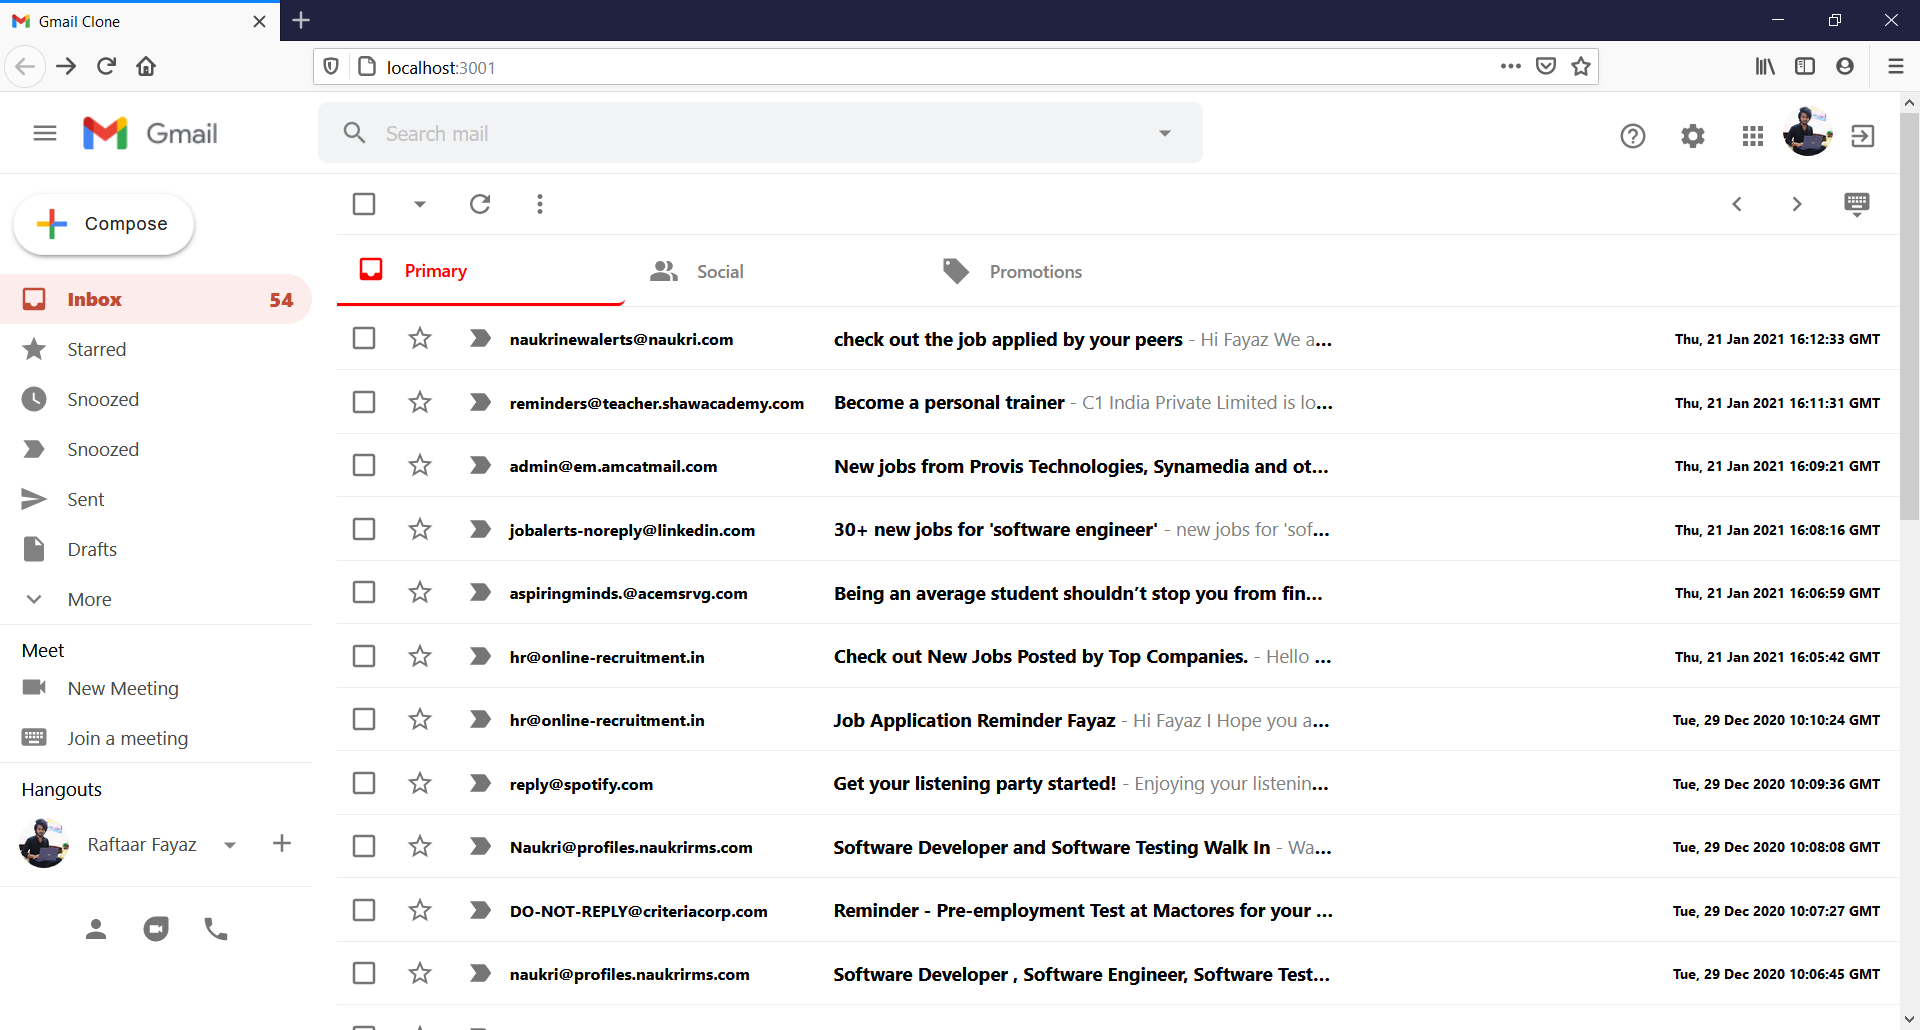 Gmail Clone
localhost:3001
Gmail
Search mail
Compose
Inbox 54
Starred
Snoozed
Snoozed
Sent
Drafts
More
Meet
New Meeting
Join a meeting
Hangouts
Raftaar Fayaz
Primary Social Promotions
naukrinewalerts@naukri.com check out the job applied by your peers - Hi Fayaz We a... Thu, 21 Jan 2021 16:12:33 GMT
reminders@teacher.shawacademy.com Become a personal trainer - C1 India Private Limited is lo... Thu, 21 Jan 2021 16:11:31 GMT
admin@em.amcatmail.com New jobs from Provis Technologies, Synamedia and ot... Thu, 21 Jan 2021 16:09:21 GMT
jobalerts-noreply@linkedin.com 30+ new jobs for 'software engineer' - new jobs for 'sof... Thu, 21 Jan 2021 16:08:16 GMT
aspiringminds.@acemsrvg.com Being an average student shouldn’t stop you from fin... Thu, 21 Jan 2021 16:06:59 GMT
hr@online-recruitment.in Check out New Jobs Posted by Top Companies. - Hello ... Thu, 21 Jan 2021 16:05:42 GMT
hr@online-recruitment.in Job Application Reminder Fayaz - Hi Fayaz I Hope you a... Tue, 29 Dec 2020 10:10:24 GMT
reply@spotify.com Get your listening party started! - Enjoying your listenin... Tue, 29 Dec 2020 10:09:36 GMT
Naukri@profiles.naukrirms.com Software Developer and Software Testing Walk In - Wa... Tue, 29 Dec 2020 10:08:08 GMT
DO-NOT-REPLY@criteriacorp.com Reminder - Pre-employment Test at Mactores for your ... Tue, 29 Dec 2020 10:07:27 GMT
naukri@profiles.naukrirms.com Software Developer , Software Engineer, Software Test... Tue, 29 Dec 2020 10:06:45 GMT